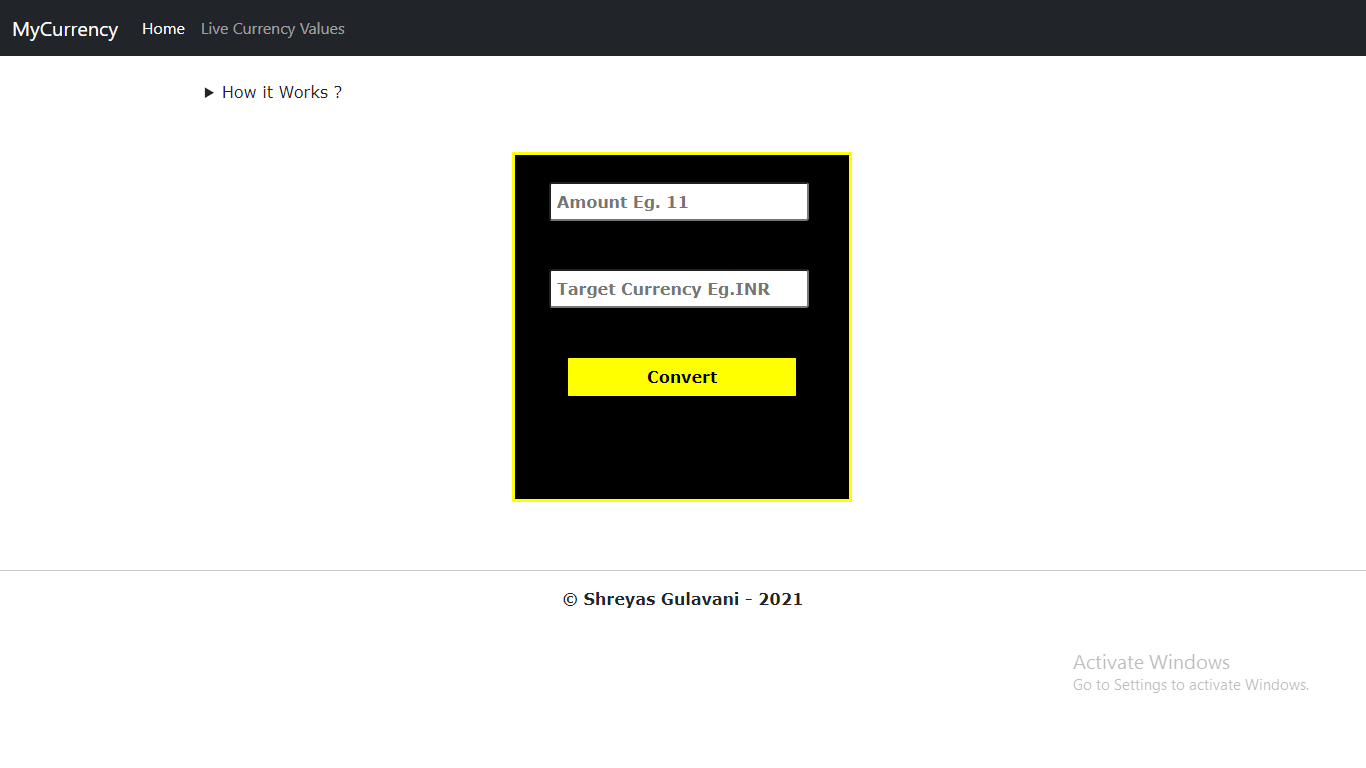 MyCurrency Home Live Currency Values
How it Works ?
Amount Eg. 11
Target Currency Eg.INR
Convert
© Shreyas Gulavani - 2021
Activate Windows
Go to Settings to activate Windows.